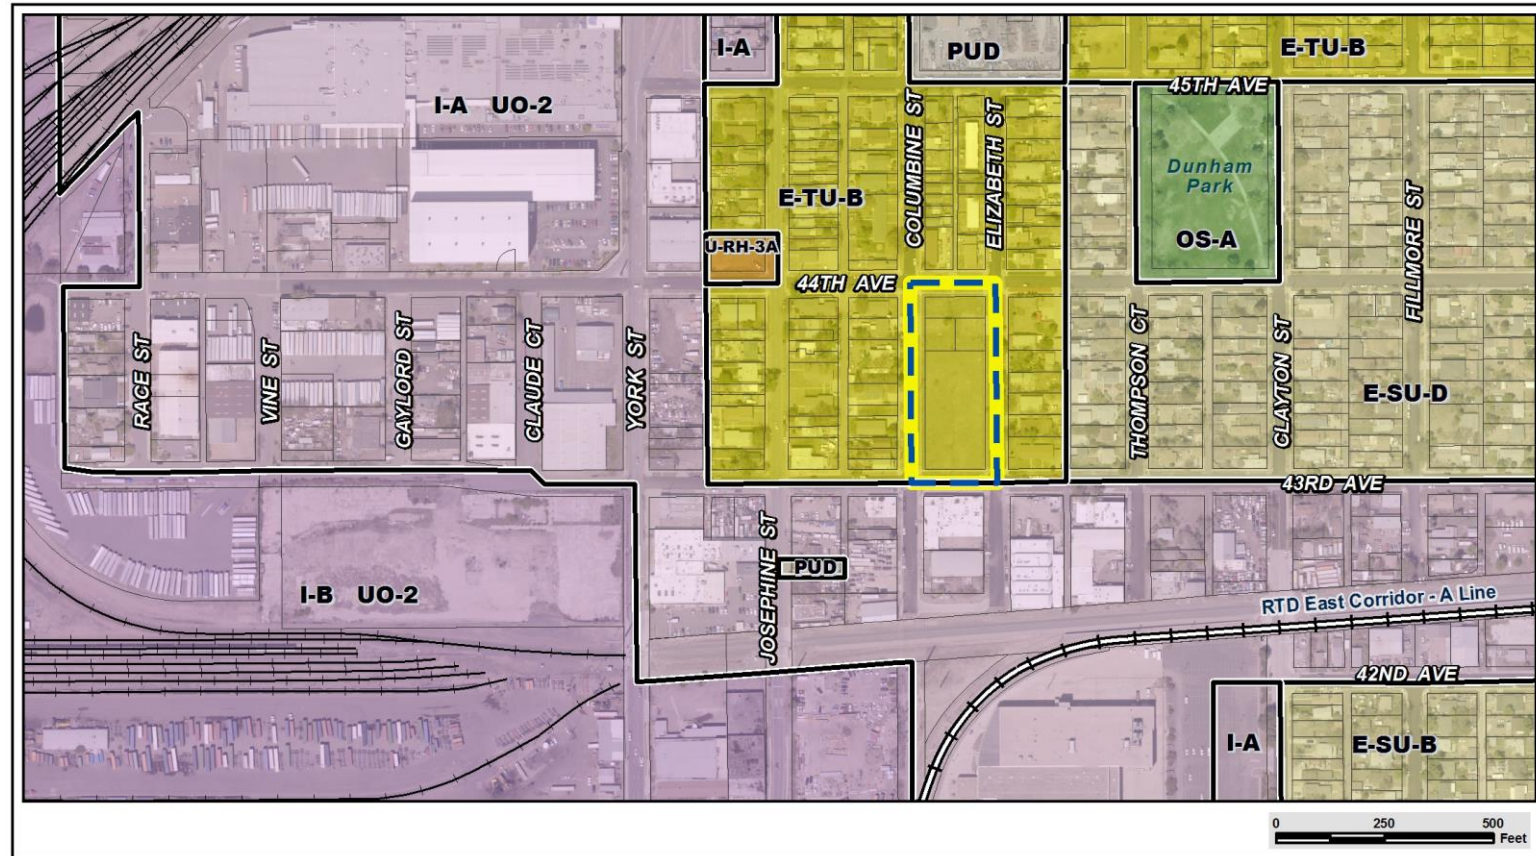 I-A
PUD
E-TU-B
45TH AVE
I-A UO-2
COLUMBINE ST
ELIZABETH ST
Dunham
Park
E-TU-B
FILLMORE ST
U-RH-3A
OS-A
44TH AVE
RACE ST
VINE ST
GAYLORD ST
CLAUDE CT
YORK ST
THOMPSON CT
CLAYTON ST
E-SU-D
43RD AVE
JOSEPHINE ST
PUD
I-B UO-2
RTD East Corridor - A Line
42ND AVE
I-A
E-SU-B
0 250 500
Feet